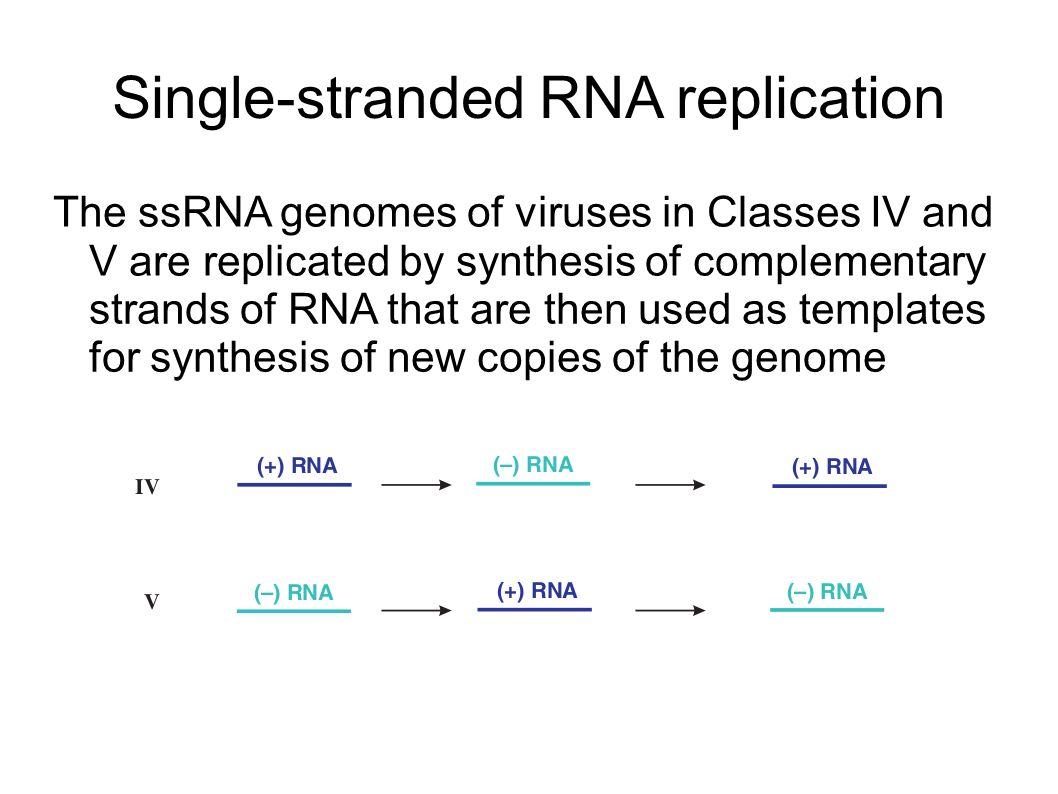 Single-stranded RNA replication
The ssRNA genomes of viruses in Classes IV and
V are replicated by synthesis of complementary
strands of RNA that are then used as templates
for synthesis of new copies of the genome
IV (+) RNA (–) RNA (+) RNA
V (–) RNA (+) RNA (–) RNA